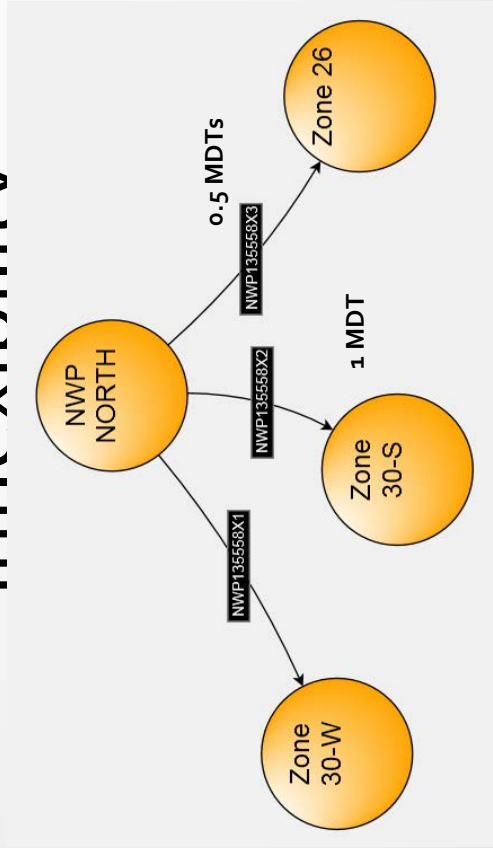 NWP
NORTH
0.5 MDTs
NWP135558X1
NWP135558X2
NWP135558X3
1 MDT
Zone
30-W
Zone
30-S
Zone 26